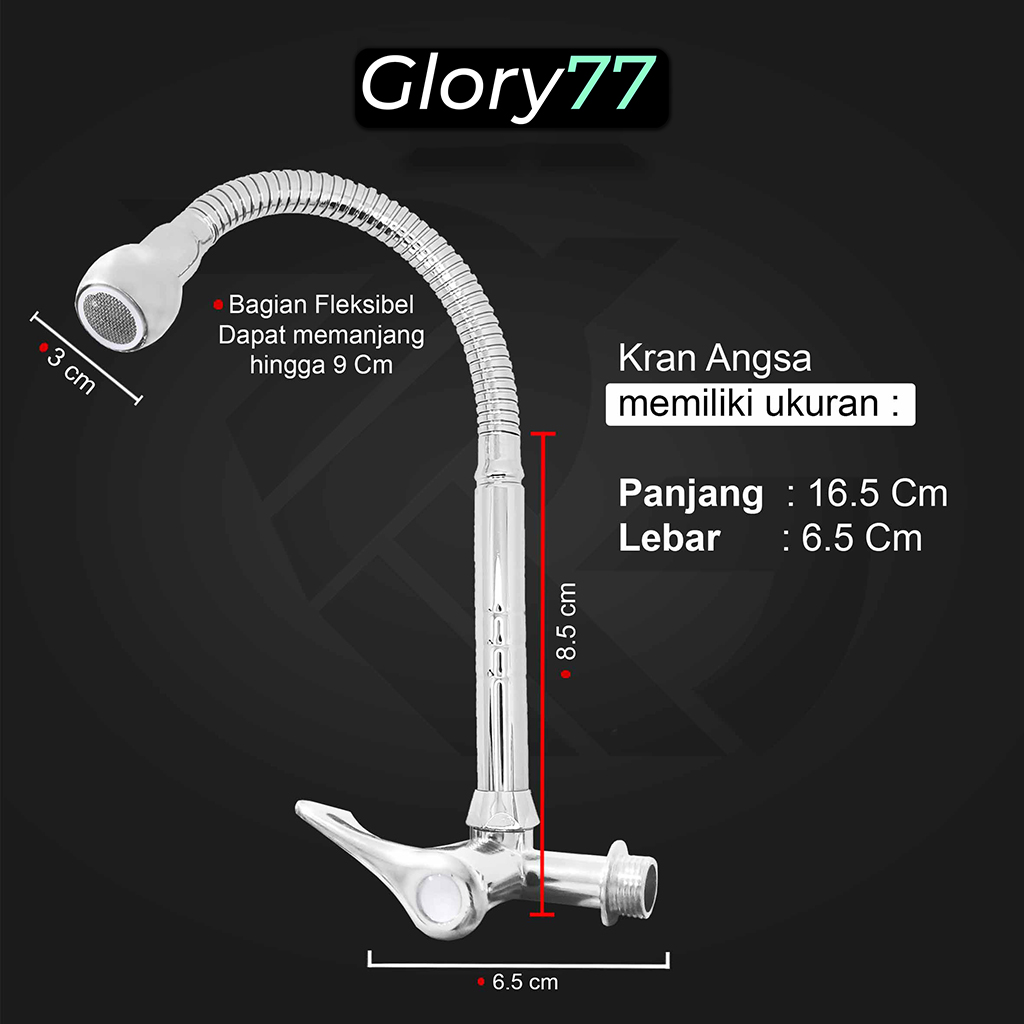 Glory77
• Bagian Fleksibel
Dapat memanjang
hingga 9 Cm
• 3 cm
Kran Angsa
memiliki ukuran :
Panjang : 16.5 Cm
Lebar : 6.5 Cm
• 8.5 cm
• 6.5 cm